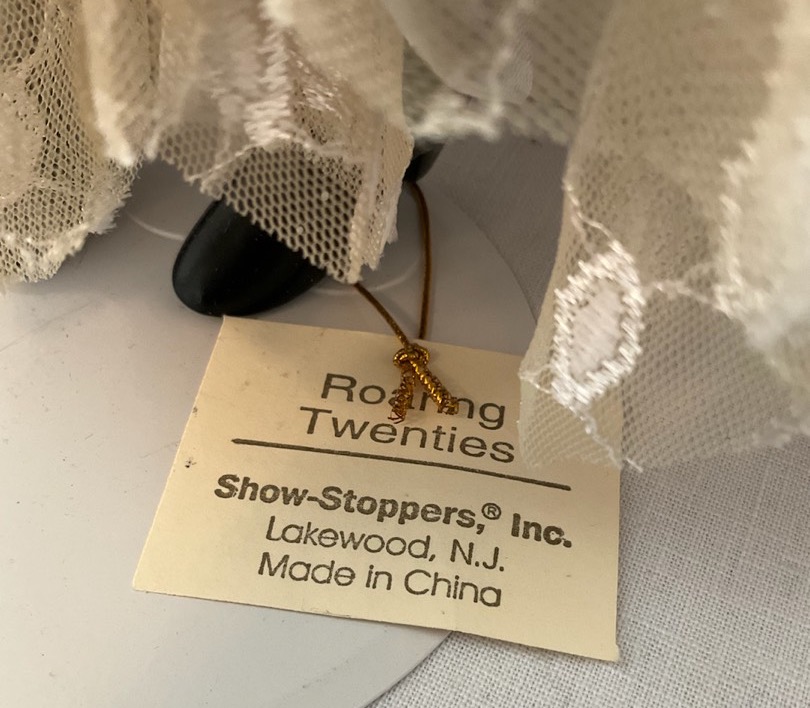 Roaring
Twenties
Show-Stoppers,® Inc.
Lakewood, N.J.
Made in China